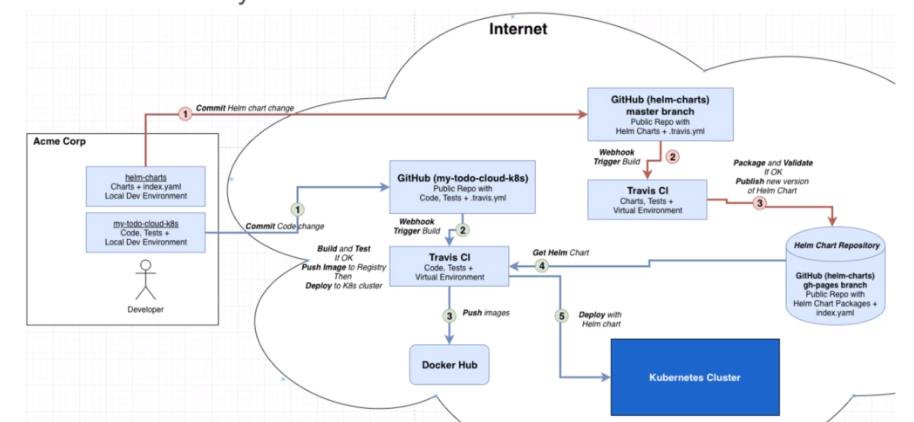 Internet
Commit Helm chart change
1
GitHub (helm-charts)
master branch
Public Repo with
Helm Charts + .travis.yml
Acme Corp
helm-charts
Charts + index.yaml
Local Dev Environment
my-todo-cloud-k8s
Code, Tests +
Local Dev Environment
Developer
1
Commit Code change
GitHub (my-todo-cloud-k8s)
Public Repo with
Code, Tests + .travis.yml
Webhook
Trigger Build
2
Travis CI
Charts, Tests +
Virtual Environment
Package and Validate
If OK
Publish new version
of Helm Chart
3
Webhook
Trigger Build
2
Build and Test
If OK
Push Image to Registry
Then
Deploy to K8s cluster
Travis CI
Code, Tests +
Virtual Environment
Get Helm Chart
4
Helm Chart Repository
GitHub (helm-charts)
gh-pages branch
Public Repo with
Helm Chart Packages +
index.yaml
3
Push images
5
Deploy with
Helm chart
Docker Hub
Kubernetes Cluster